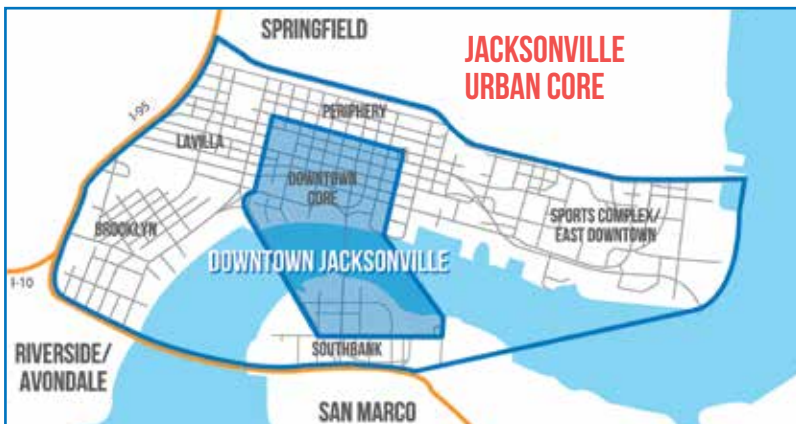 SPRINGFIELD
JACKSONVILLE
URBAN CORE
I-95
PERIPHERY
LAVILLA
DOWNTOWN
CORE
BROOKLYN
SPORTS COMPLEX/
EAST DOWNTOWN
DOWNTOWN JACKSONVILLE
I-10
RIVERSIDE/
AVONDALE
SOUTHBANK
SAN MARCO